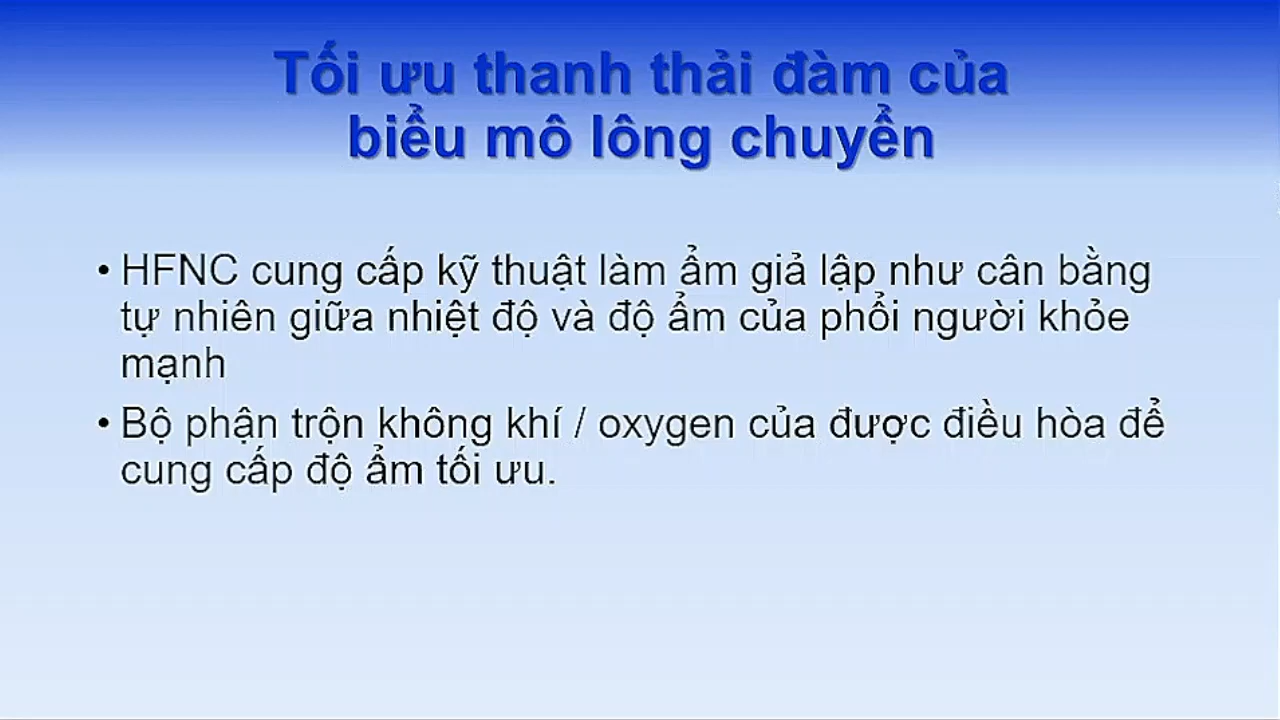 Tối ưu thanh thải đàm của
biểu mô lông chuyển
• HFNC cung cấp kỹ thuật làm ẩm giả lập như cân bằng
tự nhiên giữa nhiệt độ và độ ẩm của phổi người khỏe
mạnh
• Bộ phận trộn không khí / oxygen của được điều hòa để
cung cấp độ ẩm tối ưu.